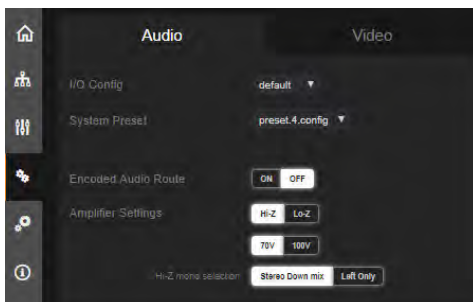 Audio Video
I/O Config default ▼
System Preset preset.4.config ▼
Encoded Audio Route ON OFF
Amplifier Settings Hi-Z Lo-Z
70V 100V
Hi-Z mono selection Stereo Down mix Left Only